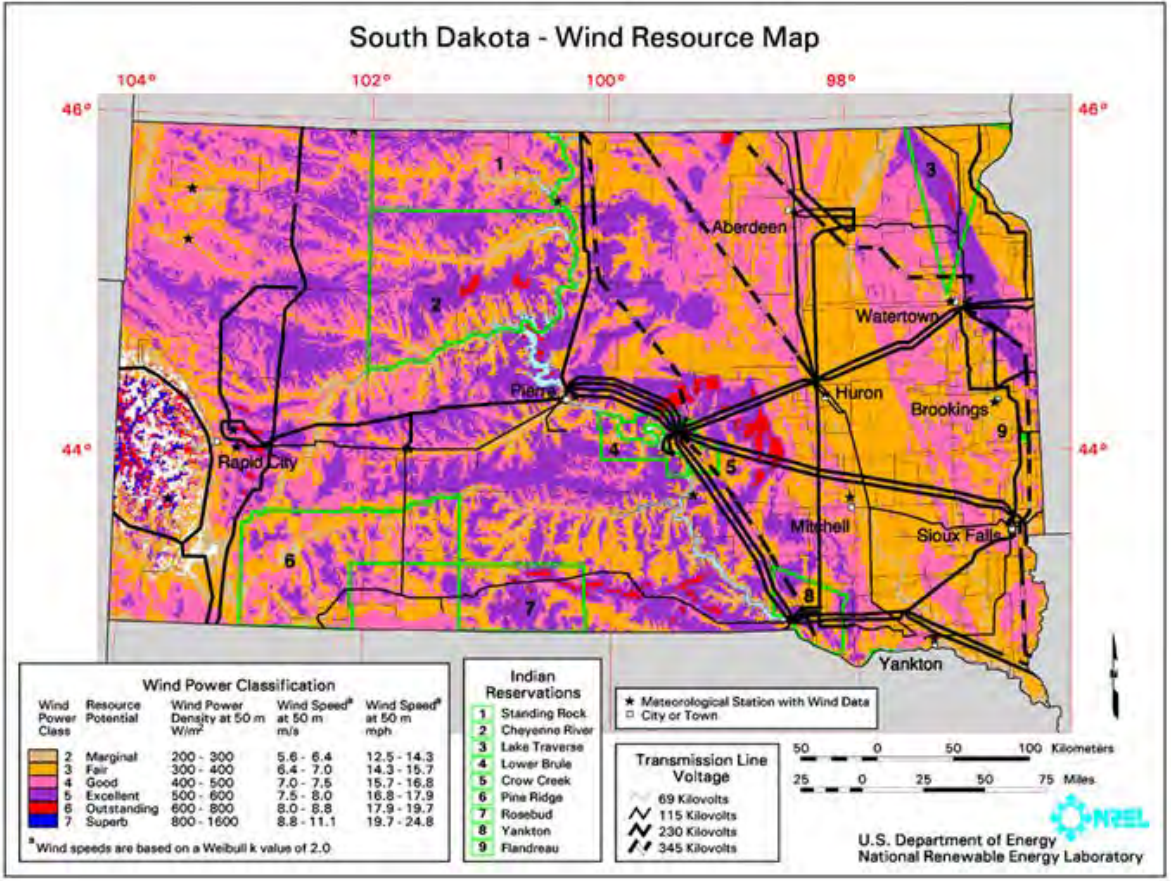 South Dakota - Wind Resource Map
104° 102° 100° 98°
46° 46°
1
3
Aberdeen
2
Watertown
Pierre
Huron
Brookings
44° 9 44°
Rapid City
4
5
Mitchell
Sioux Falls
6
7
8
Yankton
Wind Power Classification
Wind Power Class Resource Potential Wind Power Density at 50 m W/m² Wind Speedª at 50 m m/s Wind Speedª at 50 m mph
2 Marginal 200 - 300 5.6 - 6.4 12.5 - 14.3
3 Fair 300 - 400 6.4 - 7.0 14.3 - 15.7
4 Good 400 - 500 7.0 - 7.5 15.7 - 16.8
5 Excellent 500 - 600 7.5 - 8.0 16.8 - 17.9
6 Outstanding 600 - 800 8.0 - 8.8 17.9 - 19.7
7 Superb 800 - 1600 8.8 - 11.1 19.7 - 24.8
ª Wind speeds are based on a Weibull k value of 2.0
Indian
Reservations
1 Standing Rock
2 Cheyenne River
3 Lake Traverse
4 Lower Brule
5 Crow Creek
6 Pine Ridge
7 Rosebud
8 Yankton
9 Flandreau
★ Meteorological Station with Wind Data
□ City or Town
Transmission Line
Voltage
69 Kilovolts
115 Kilovolts
230 Kilovolts
345 Kilovolts
50 0 50 100 Kilometers
25 0 25 50 75 Miles
NREL
U.S. Department of Energy
National Renewable Energy Laboratory